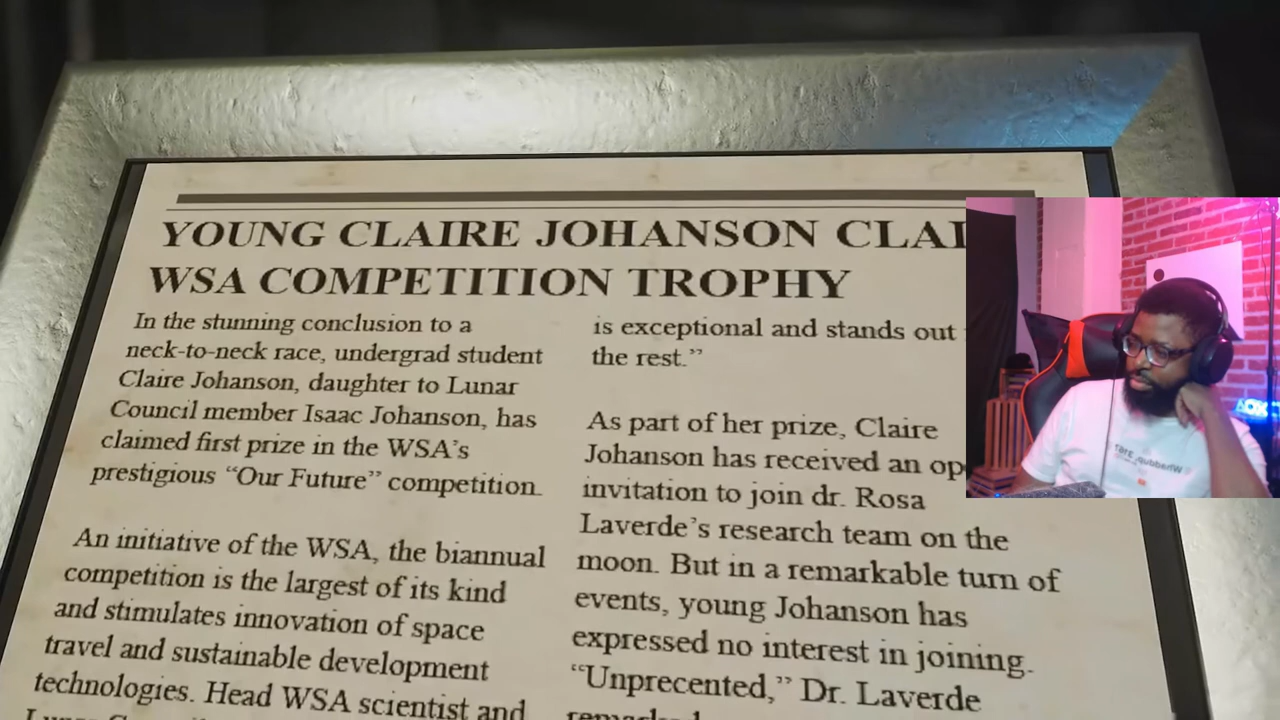 YOUNG CLAIRE JOHANSON CLAI
WSA COMPETITION TROPHY
In the stunning conclusion to a
neck-to-neck race, undergrad student
Claire Johanson, daughter to Lunar
Council member Isaac Johanson, has
claimed first prize in the WSA's
prestigious “Our Future” competition.
An initiative of the WSA, the biannual
competition is the largest of its kind
and stimulates innovation of space
travel and sustainable development
technologies. Head WSA scientist and
is exceptional and stands out
the rest.”
As part of her prize, Claire
Johanson has received an op
invitation to join dr. Rosa
Laverde's research team on the
moon. But in a remarkable turn of
events, young Johanson has
expressed no interest in joining.
“Unprecented,” Dr. Laverde
remarked